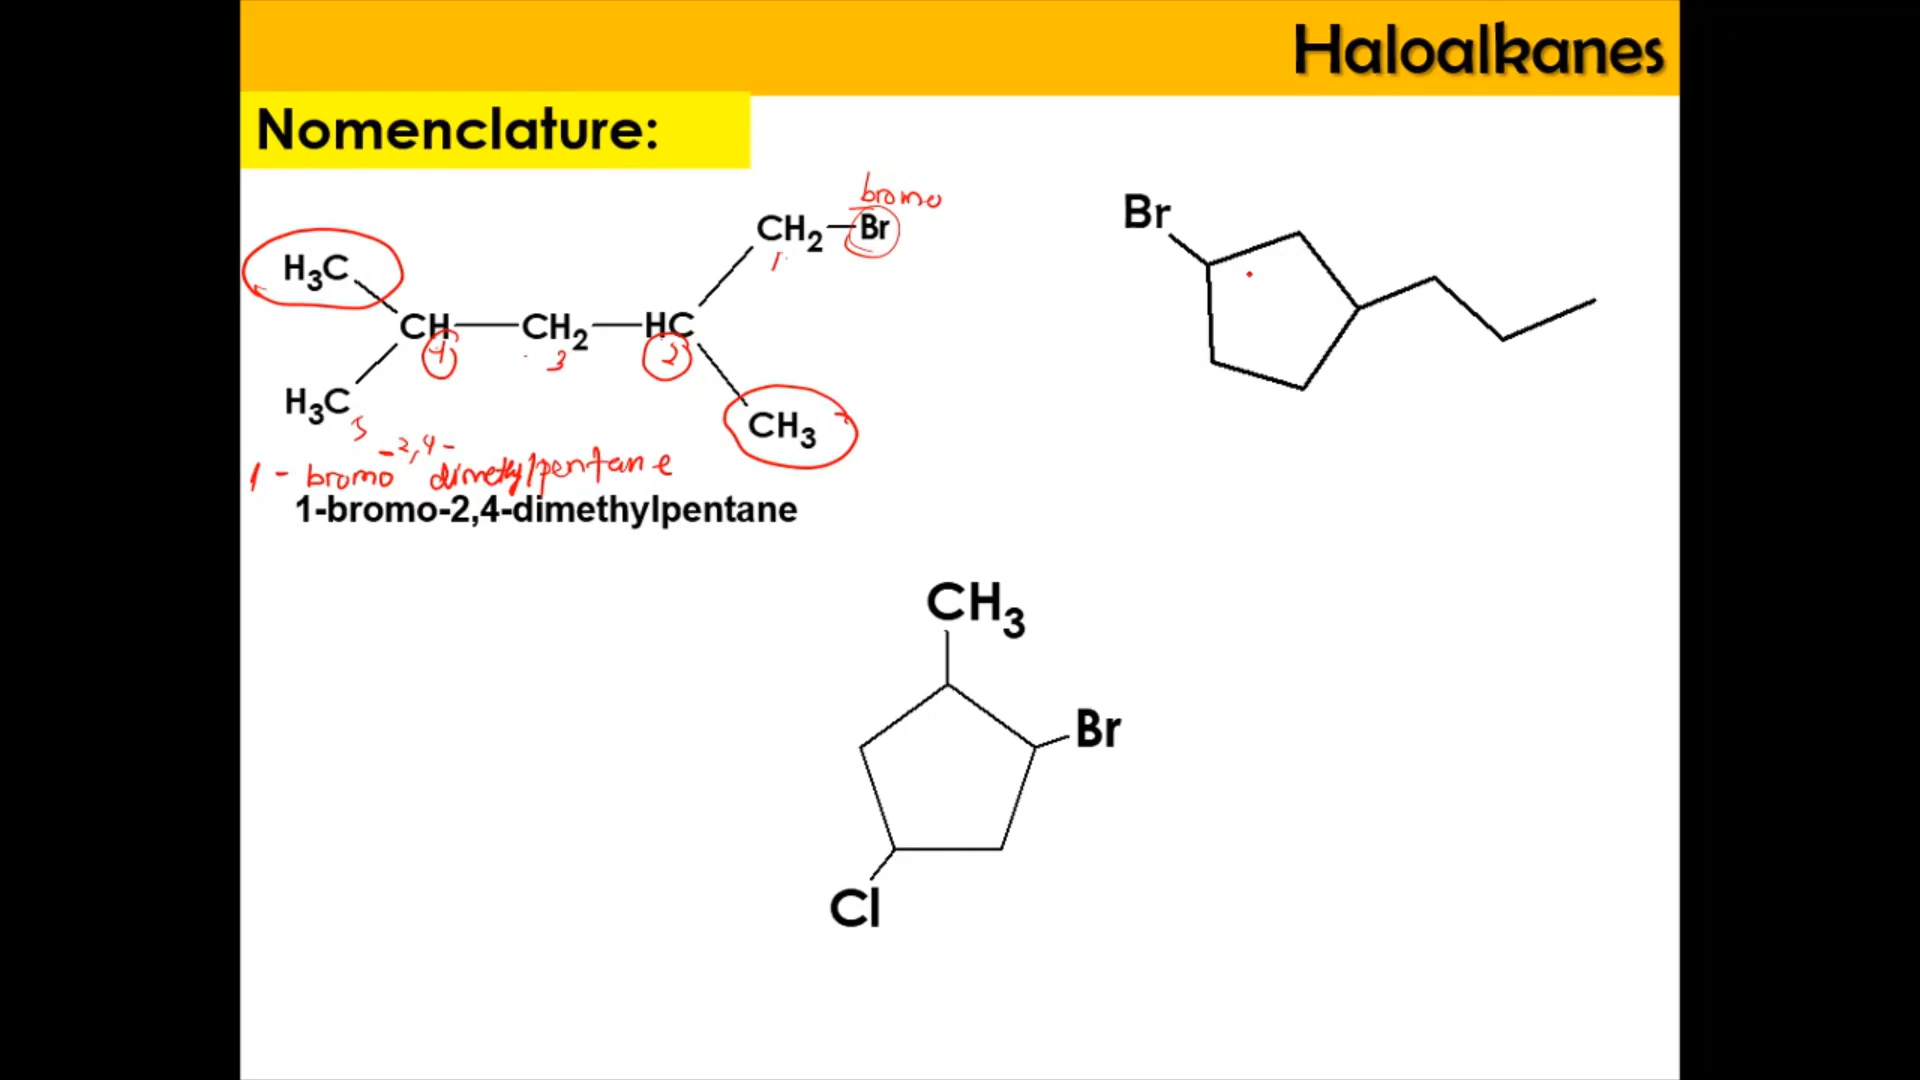 Haloalkanes
Nomenclature:
bromo
CH2 Br
1
H3C
CH CH2 HC
4 3 2
H3C
5
CH3
-2,4-
1 - bromo dimethylpentane
1-bromo-2,4-dimethylpentane
Br
CH3
Br
Cl